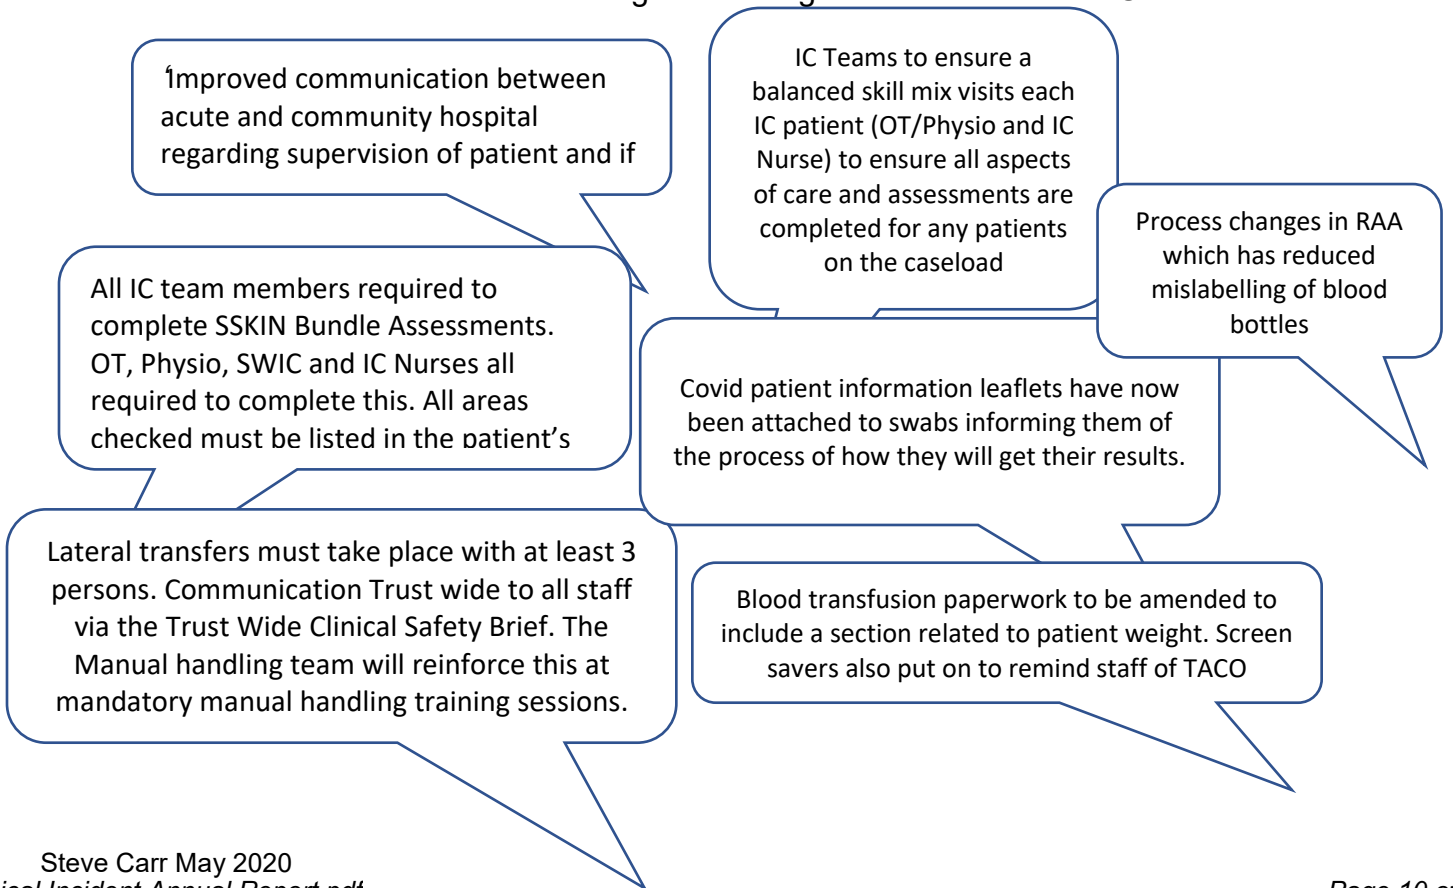 'Improved communication between
acute and community hospital
regarding supervision of patient and if
IC Teams to ensure a
balanced skill mix visits each
IC patient (OT/Physio and IC
Nurse) to ensure all aspects
of care and assessments are
completed for any patients
on the caseload
Process changes in RAA
which has reduced
mislabelling of blood
bottles
All IC team members required to
complete SSKIN Bundle Assessments.
OT, Physio, SWIC and IC Nurses all
required to complete this. All areas
checked must be listed in the patient's
Covid patient information leaflets have now
been attached to swabs informing them of
the process of how they will get their results.
Lateral transfers must take place with at least 3
persons. Communication Trust wide to all staff
via the Trust Wide Clinical Safety Brief. The
Manual handling team will reinforce this at
mandatory manual handling training sessions.
Blood transfusion paperwork to be amended to
include a section related to patient weight. Screen
savers also put on to remind staff of TACO
Steve Carr May 2020
Incident Annual Report.pdf
Page 10